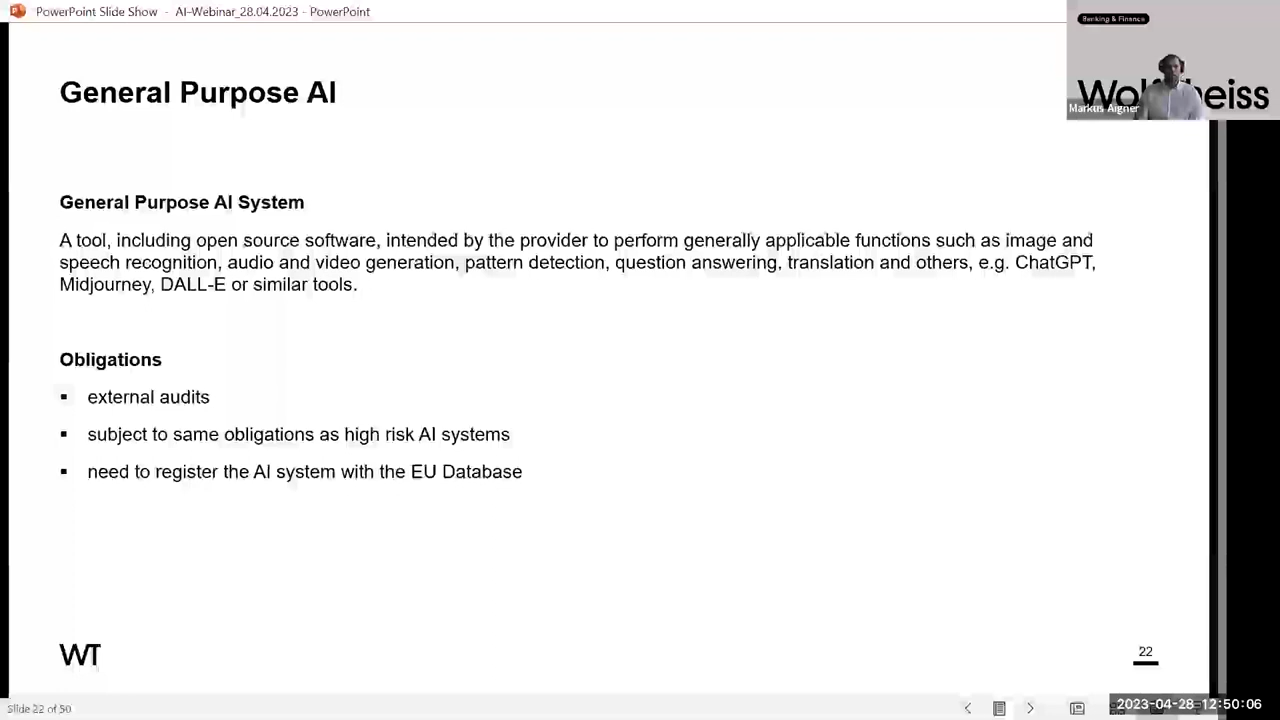 PowerPoint Slide Show - AI-Webinar_28.04.2023 - PowerPoint
Banking & Finance
Markus Aigner
General Purpose AI
General Purpose AI System
A tool, including open source software, intended by the provider to perform generally applicable functions such as image and
speech recognition, audio and video generation, pattern detection, question answering, translation and others, e.g. ChatGPT,
Midjourney, DALL-E or similar tools.
Obligations
▪ external audits
▪ subject to same obligations as high risk AI systems
▪ need to register the AI system with the EU Database
WT
22
Slide 22 of 50
2023-04-28 12:50:06